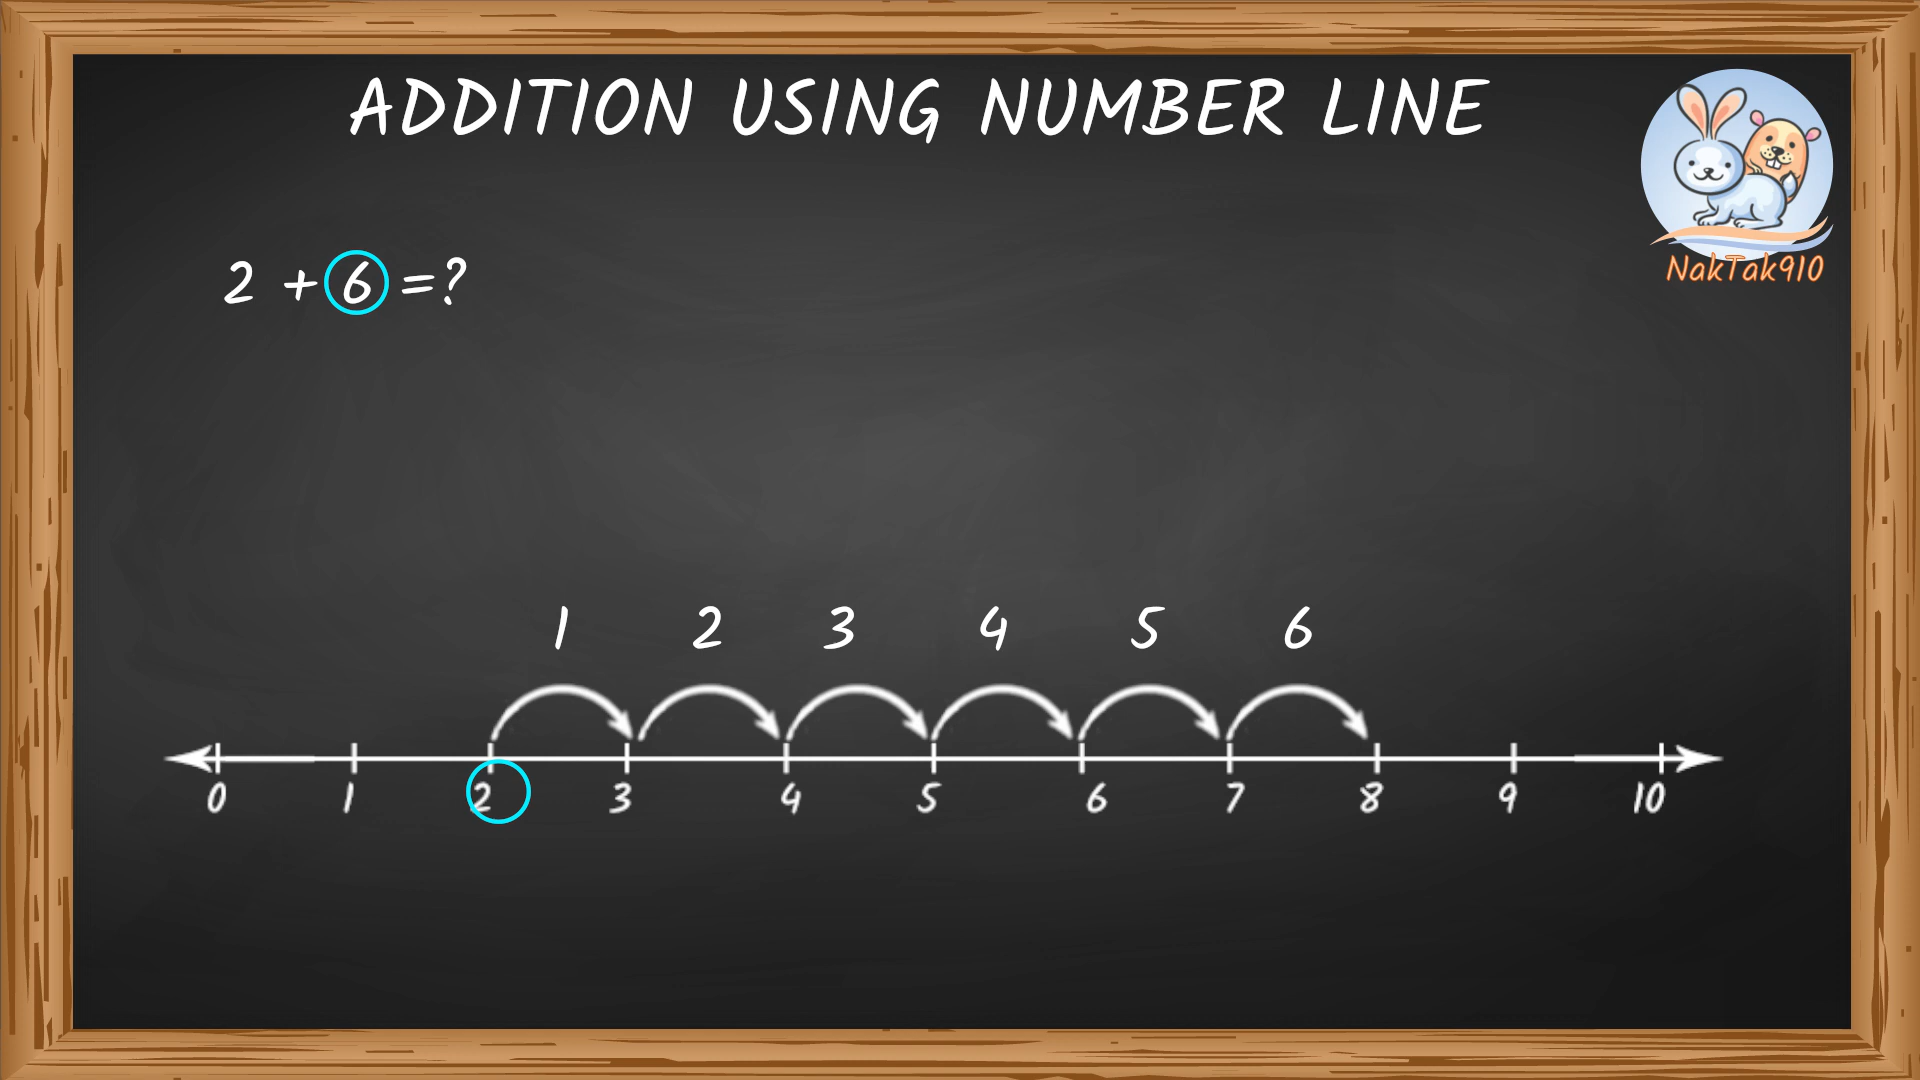 ADDITION USING NUMBER LINE
NakTak910
2 + 6 =?
1 2 3 4 5 6
0 1 2 3 4 5 6 7 8 9 10